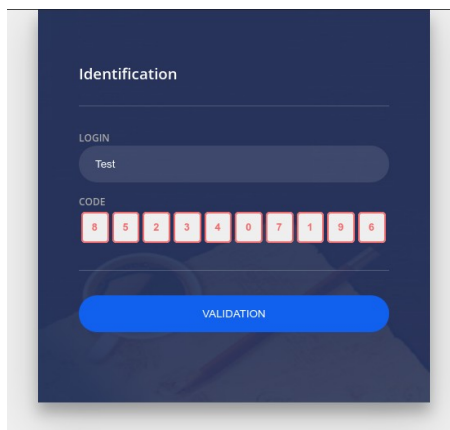 Identification
LOGIN
Test
CODE
8 5 2 3 4 0 7 1 9 6
VALIDATION